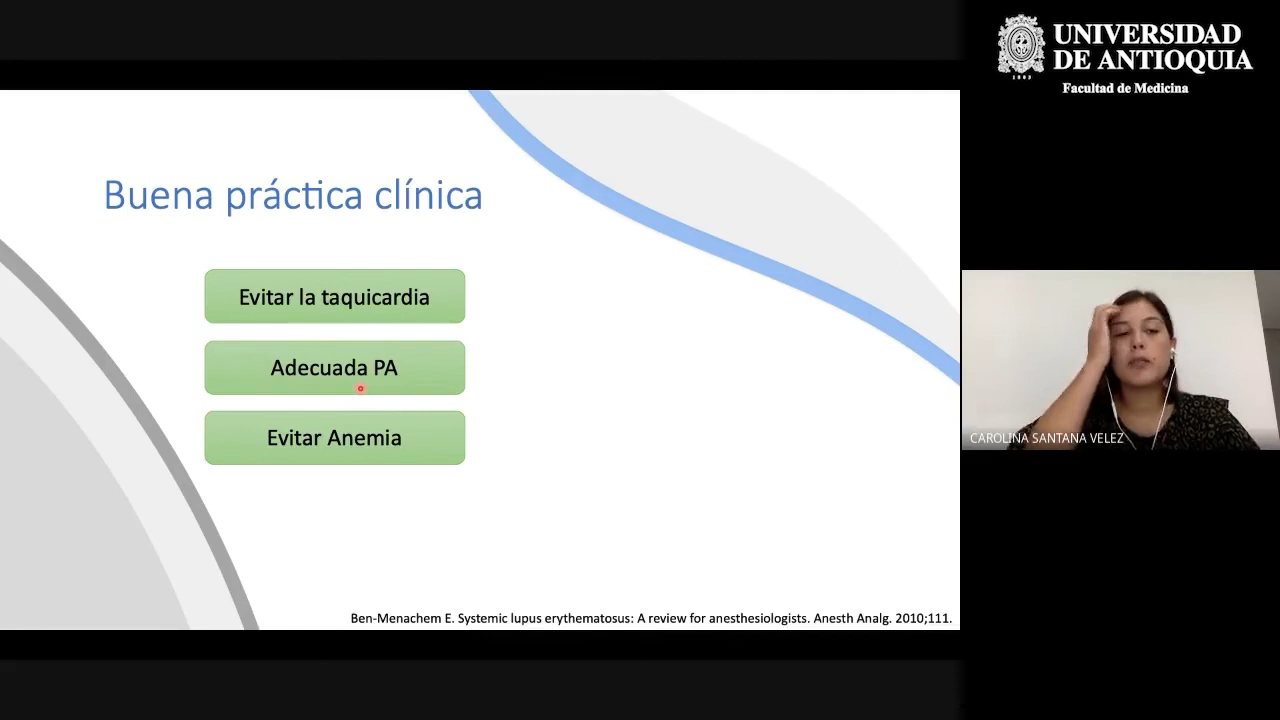 UNIVERSIDAD
DE ANTIOQUIA
1803
Facultad de Medicina
Buena práctica clínica
Evitar la taquicardia
Adecuada PA
Evitar Anemia
CAROLINA SANTANA VELEZ
Ben-Menachem E. Systemic lupus erythematosus: A review for anesthesiologists. Anesth Analg. 2010;111.